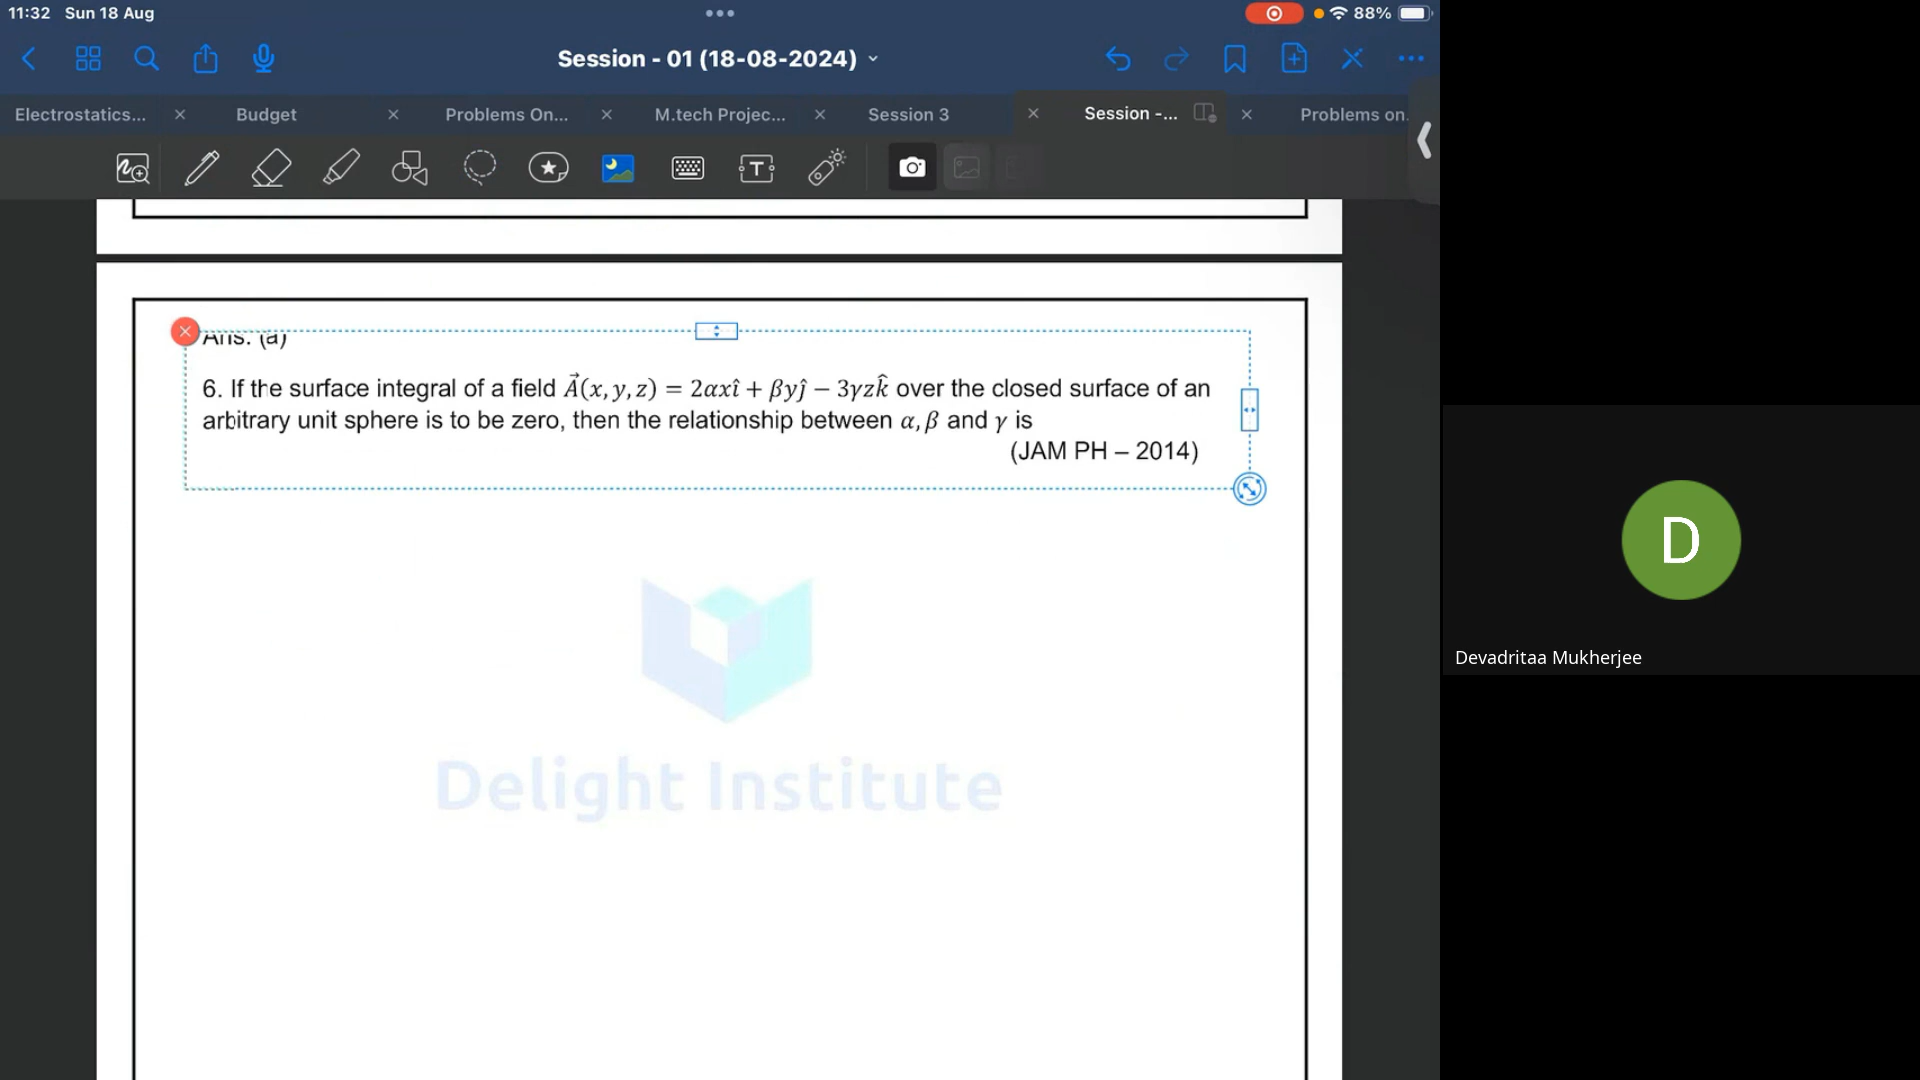 11:32 Sun 18 Aug
88%
Session - 01 (18-08-2024)
Electrostatics...
Budget
Problems On...
M.tech Projec...
Session 3
Session -...
Problems on.
T
Ans. (a)
6. If the surface integral of a field A⃗(x, y, z) = 2αxî + βyĵ − 3γzk̂ over the closed surface of an
arbitrary unit sphere is to be zero, then the relationship between α, β and γ is
(JAM PH – 2014)
Delight Institute
D
Devadritaa Mukherjee